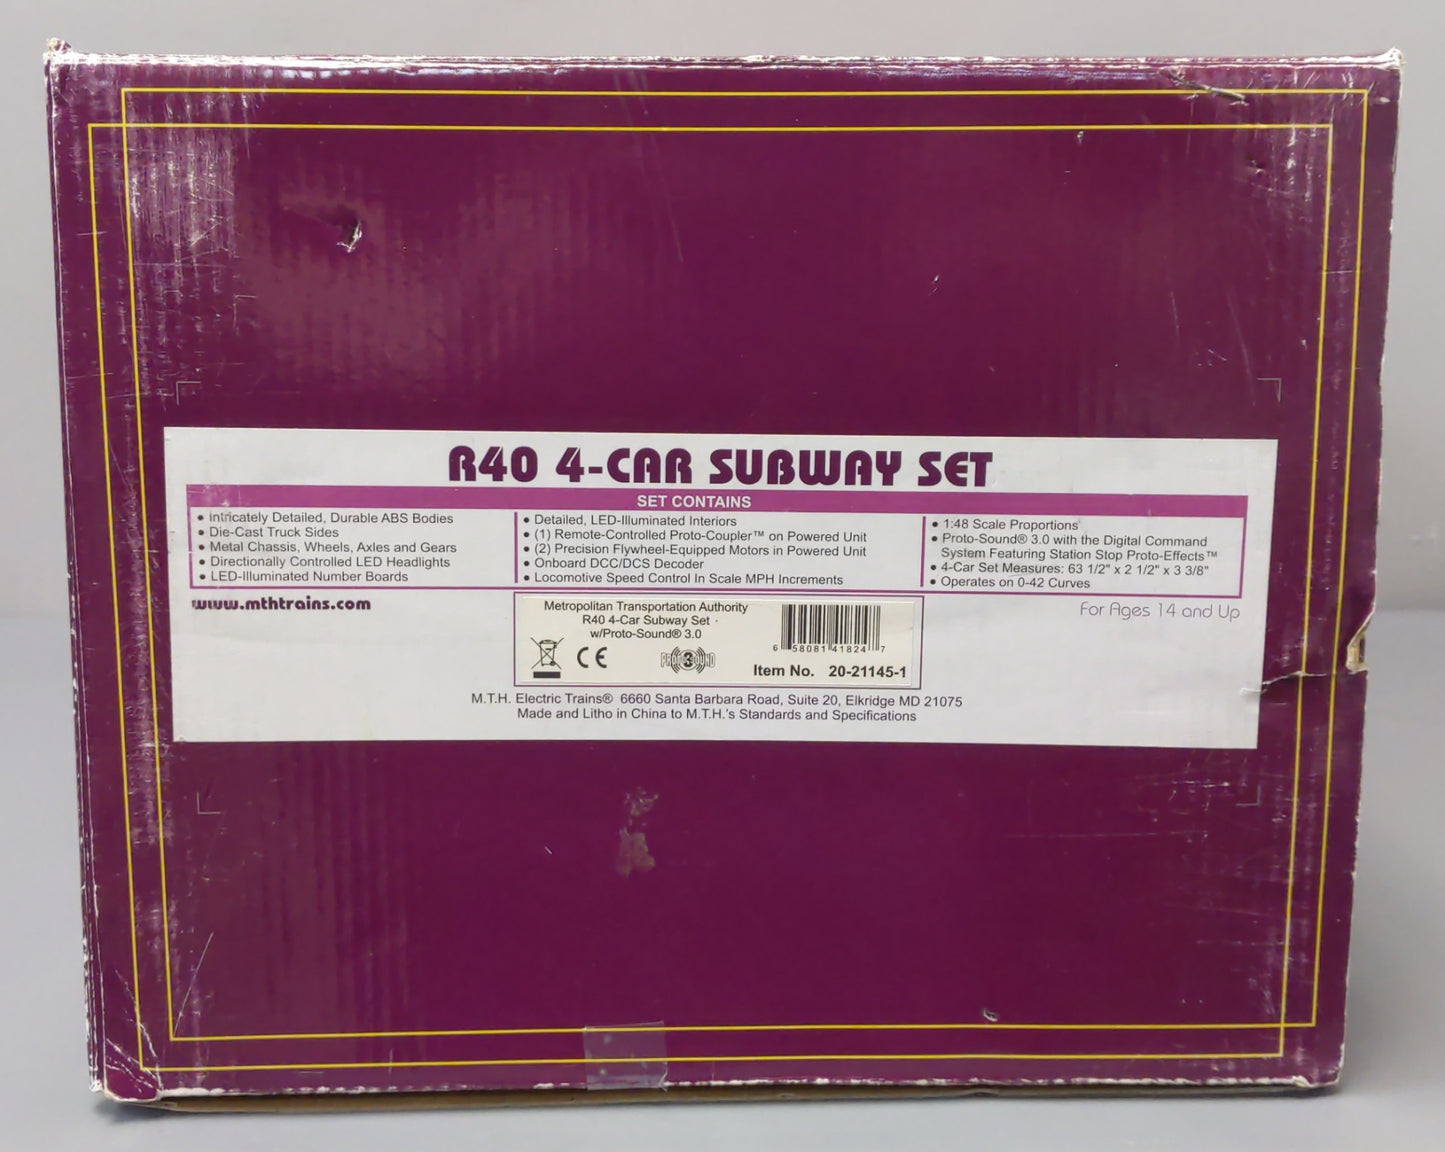 R40 4-CAR SUBWAY SET
SET CONTAINS
• Intricately Detailed, Durable ABS Bodies
• Die-Cast Truck Sides
• Metal Chassis, Wheels, Axles and Gears
• Directionally Controlled LED Headlights
• LED-Illuminated Number Boards
• Detailed, LED-Illuminated Interiors
• (1) Remote-Controlled Proto-Coupler™ on Powered Unit
• (2) Precision Flywheel-Equipped Motors in Powered Unit
• Onboard DCC/DCS Decoder
• Locomotive Speed Control In Scale MPH Increments
• 1:48 Scale Proportions
• Proto-Sound® 3.0 with the Digital Command
System Featuring Station Stop Proto-Effects™
• 4-Car Set Measures: 63 1/2" x 2 1/2" x 3 3/8"
• Operates on 0-42 Curves
www.mthtrains.com
For Ages 14 and Up
Metropolitan Transportation Authority
R40 4-Car Subway Set
w/Proto-Sound® 3.0
CE
PROTO 3 SOUND
6 58081 41824 7
Item No. 20-21145-1
M.T.H. Electric Trains® 6660 Santa Barbara Road, Suite 20, Elkridge MD 21075
Made and Litho in China to M.T.H.'s Standards and Specifications